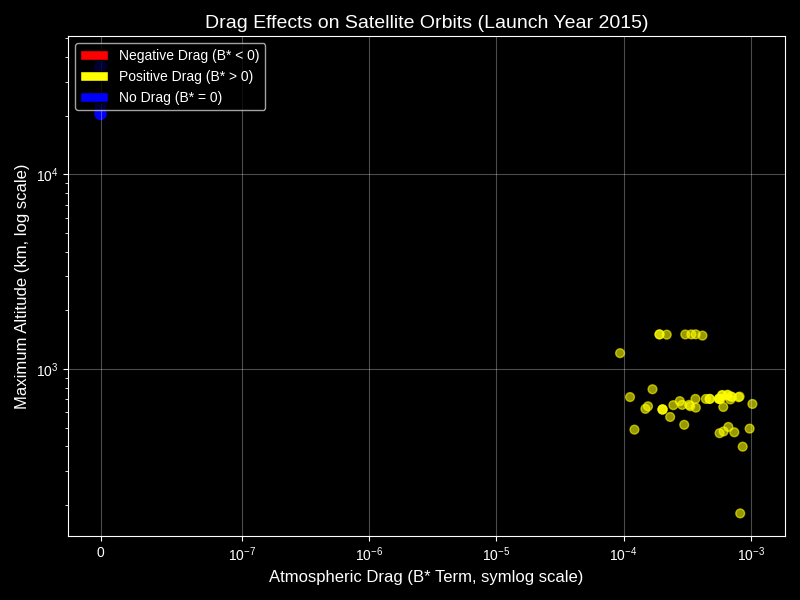 Drag Effects on Satellite Orbits (Launch Year 2015)
Negative Drag (B* < 0)
Positive Drag (B* > 0)
No Drag (B* = 0)
Maximum Altitude (km, log scale)
10⁴
10³
0
10⁻⁷
10⁻⁶
10⁻⁵
10⁻⁴
10⁻³
Atmospheric Drag (B* Term, symlog scale)